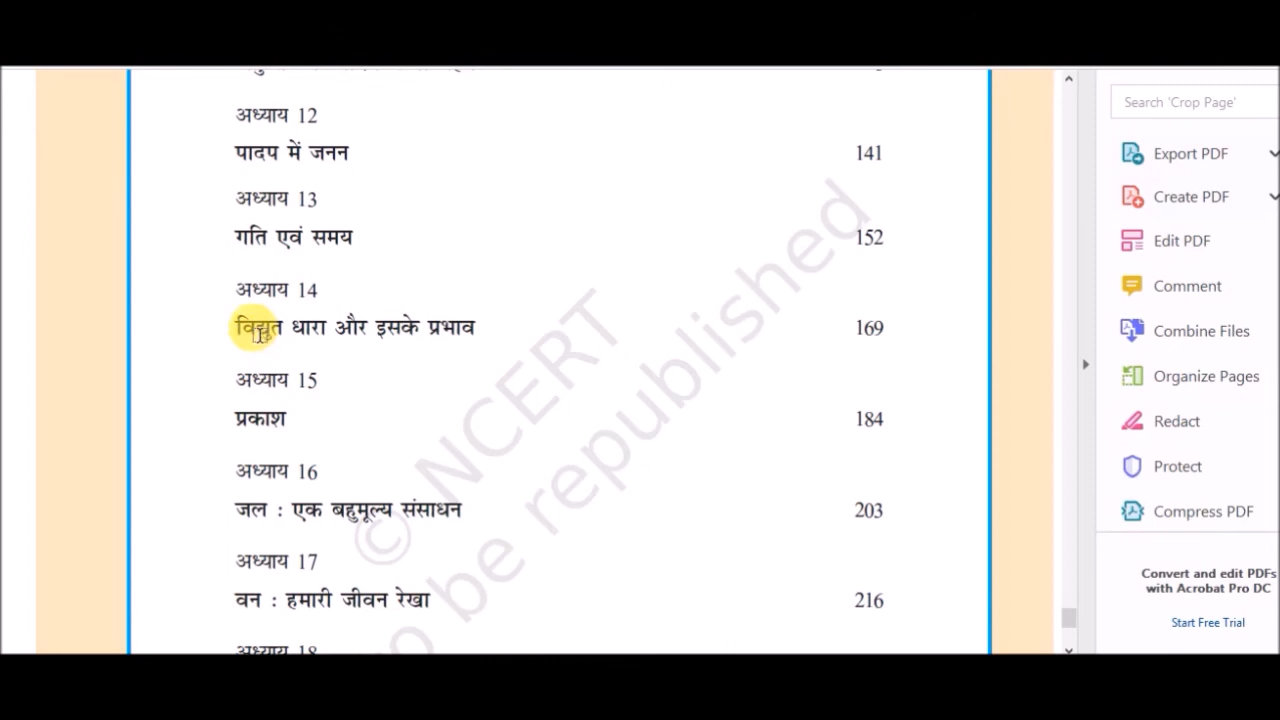 अध्याय 12
पादप में जनन 141
अध्याय 13
गति एवं समय 152
अध्याय 14
विद्युत धारा और इसके प्रभाव 169
अध्याय 15
प्रकाश 184
अध्याय 16
जल : एक बहुमूल्य संसाधन 203
अध्याय 17
वन : हमारी जीवन रेखा 216
अध्याय 18
© NCERT
o be republished
Search 'Crop Page'
Export PDF
Create PDF
Edit PDF
Comment
Combine Files
Organize Pages
Redact
Protect
Compress PDF
Convert and edit PDFs
with Acrobat Pro DC
Start Free Trial